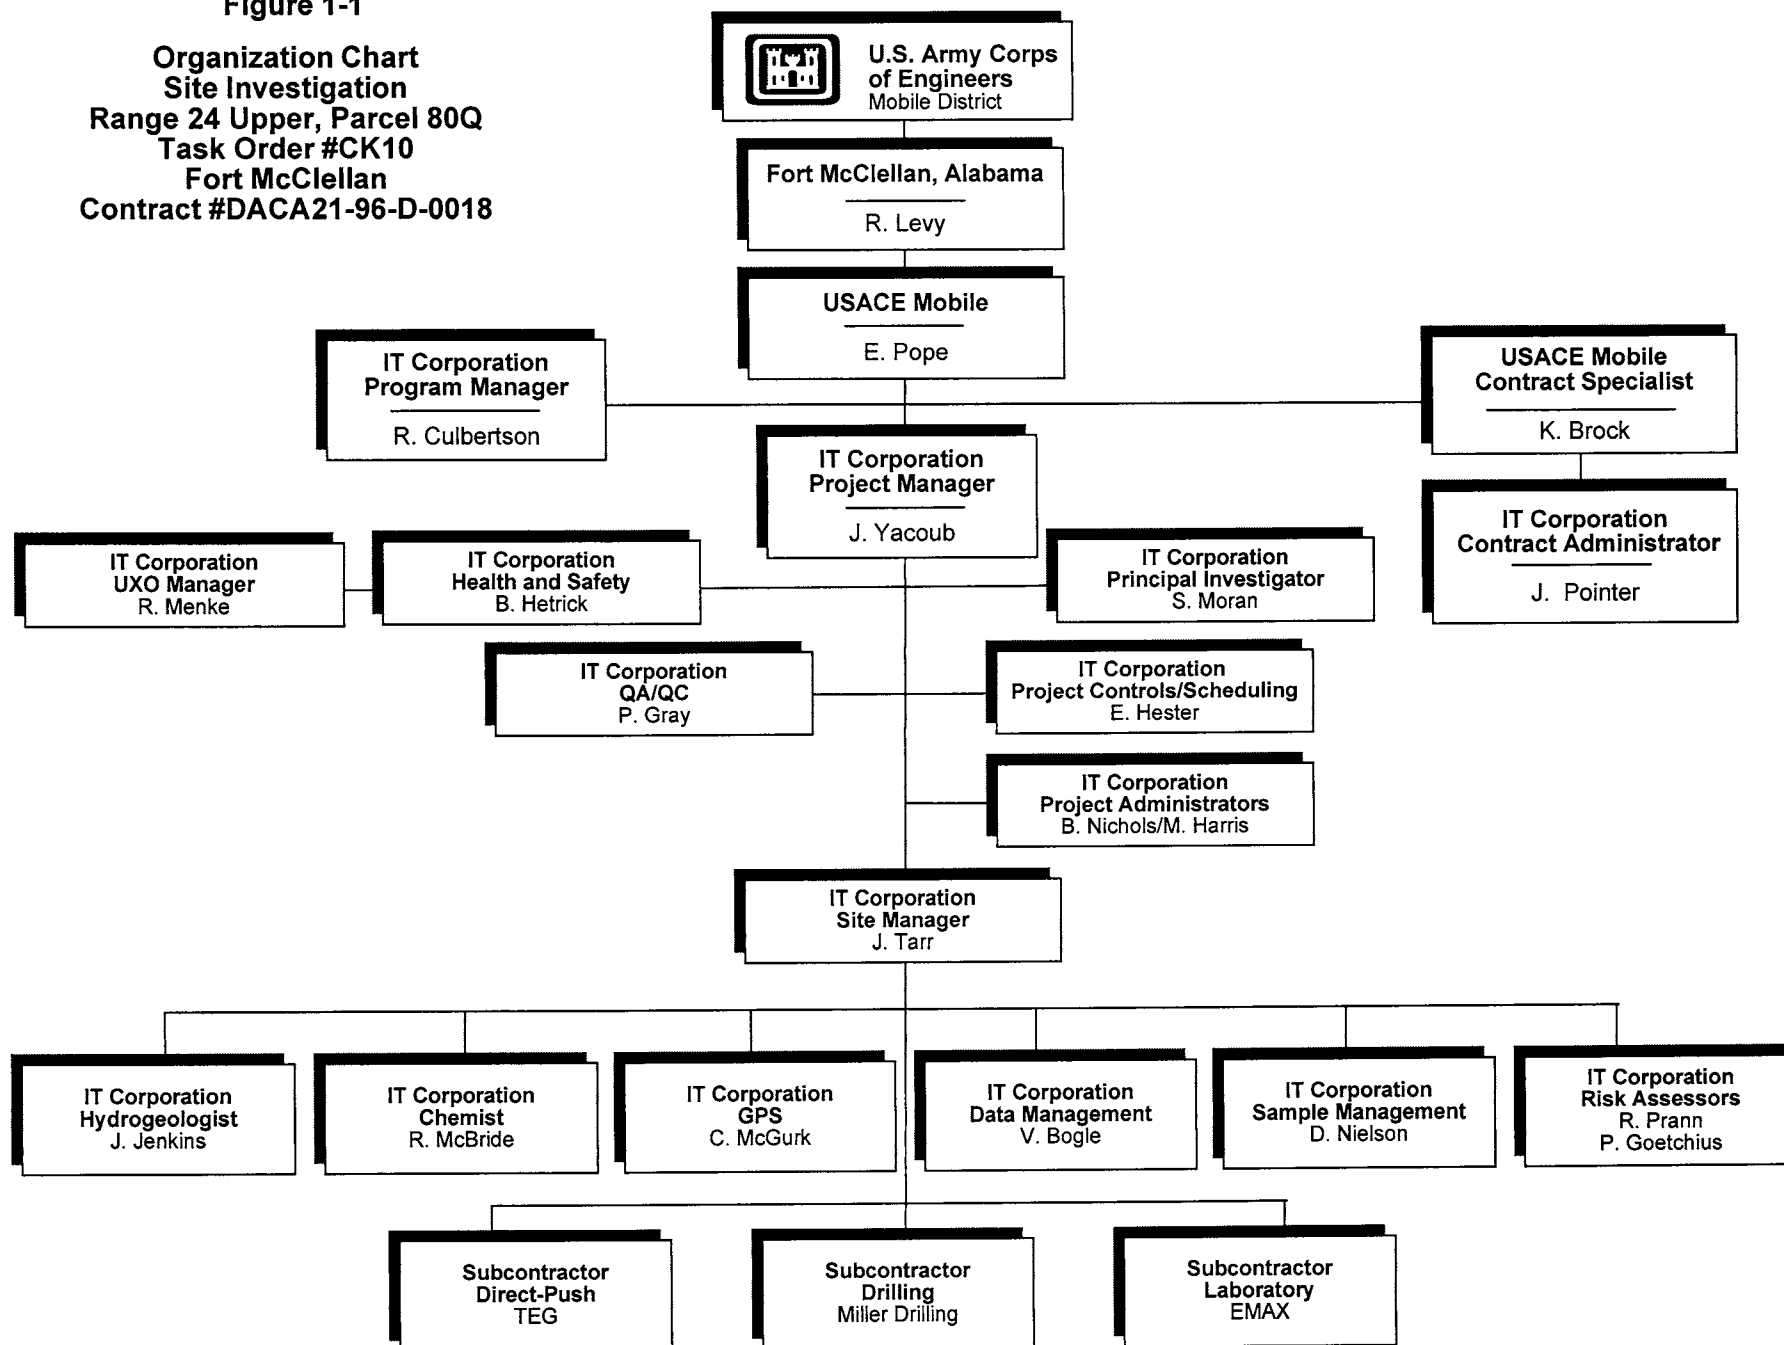 Figure 1-1
Organization Chart
Site Investigation
Range 24 Upper, Parcel 80Q
Task Order #CK10
Fort McClellan
Contract #DACA21-96-D-0018
U.S. Army Corps
of Engineers
Mobile District
Fort McClellan, Alabama
R. Levy
USACE Mobile
E. Pope
IT Corporation
Program Manager
R. Culbertson
USACE Mobile
Contract Specialist
K. Brock
IT Corporation
Project Manager
J. Yacoub
IT Corporation
Contract Administrator
J. Pointer
IT Corporation
UXO Manager
R. Menke
IT Corporation
Health and Safety
B. Hetrick
IT Corporation
Principal Investigator
S. Moran
IT Corporation
QA/QC
P. Gray
IT Corporation
Project Controls/Scheduling
E. Hester
IT Corporation
Project Administrators
B. Nichols/M. Harris
IT Corporation
Site Manager
J. Tarr
IT Corporation
Hydrogeologist
J. Jenkins
IT Corporation
Chemist
R. McBride
IT Corporation
GPS
C. McGurk
IT Corporation
Data Management
V. Bogle
IT Corporation
Sample Management
D. Nielson
IT Corporation
Risk Assessors
R. Prann
P. Goetchius
Subcontractor
Direct-Push
TEG
Subcontractor
Drilling
Miller Drilling
Subcontractor
Laboratory
EMAX